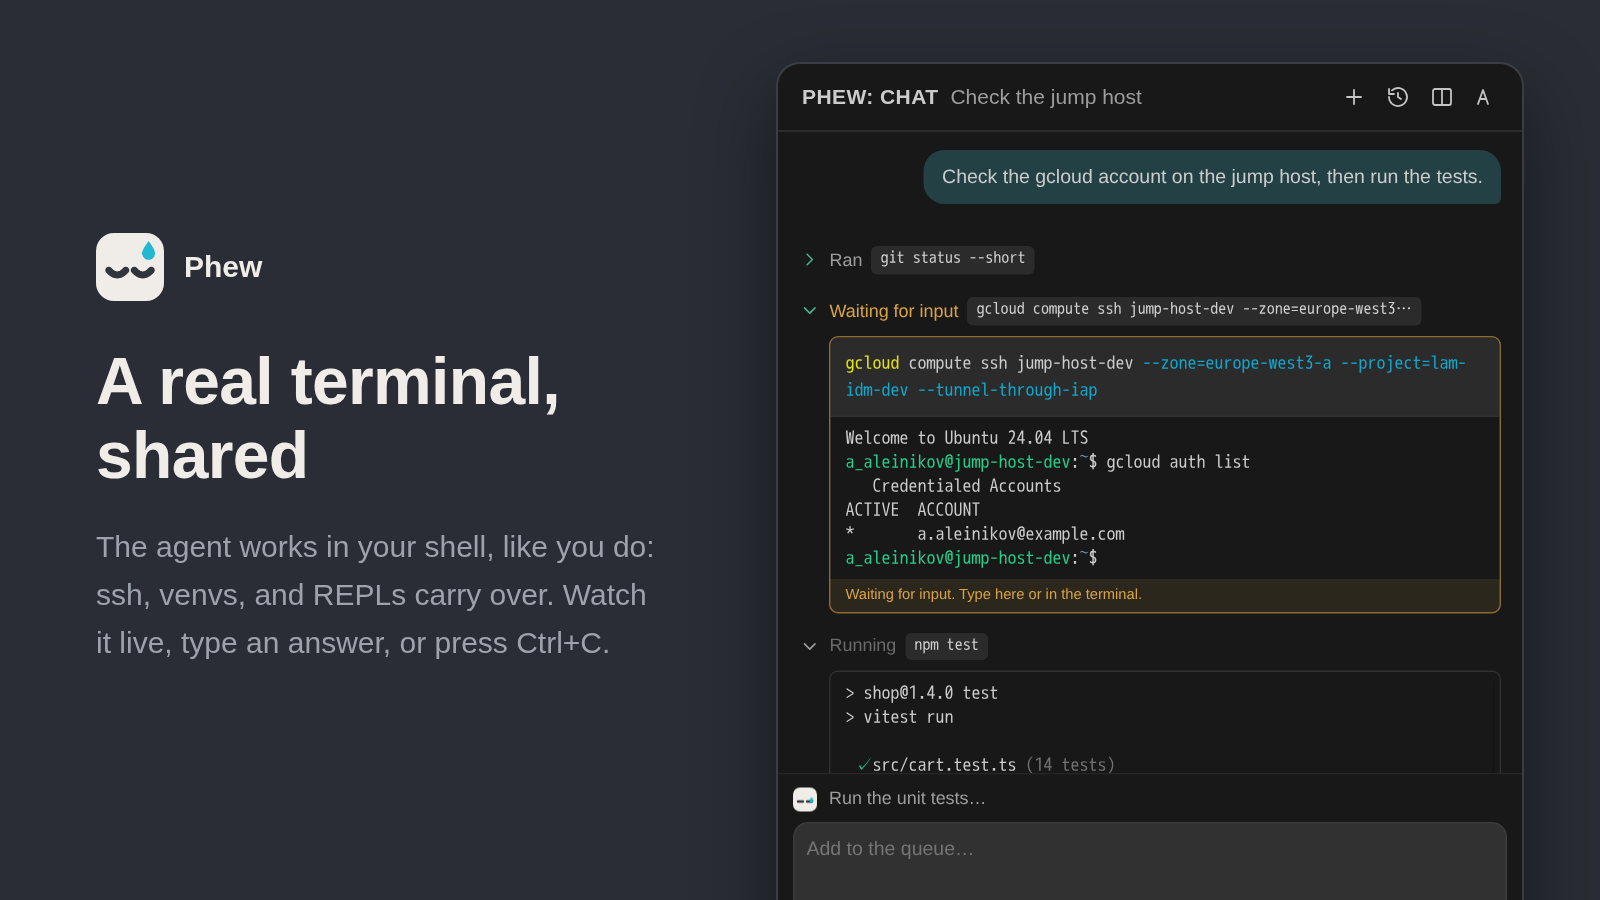 Phew
A real terminal,
shared
The agent works in your shell, like you do:
ssh, venvs, and REPLs carry over. Watch
it live, type an answer, or press Ctrl+C.
PHEW: CHAT Check the jump host
Check the gcloud account on the jump host, then run the tests.
Ran git status --short
Waiting for input gcloud compute ssh jump-host-dev --zone=europe-west3…
gcloud compute ssh jump-host-dev --zone=europe-west3-a --project=lam-
idm-dev --tunnel-through-iap
Welcome to Ubuntu 24.04 LTS
a_aleinikov@jump-host-dev:~$ gcloud auth list
Credentialed Accounts
ACTIVE ACCOUNT
* a.aleinikov@example.com
a_aleinikov@jump-host-dev:~$
Waiting for input. Type here or in the terminal.
Running npm test
> shop@1.4.0 test
> vitest run
✓ src/cart.test.ts (14 tests)
Run the unit tests…
Add to the queue…